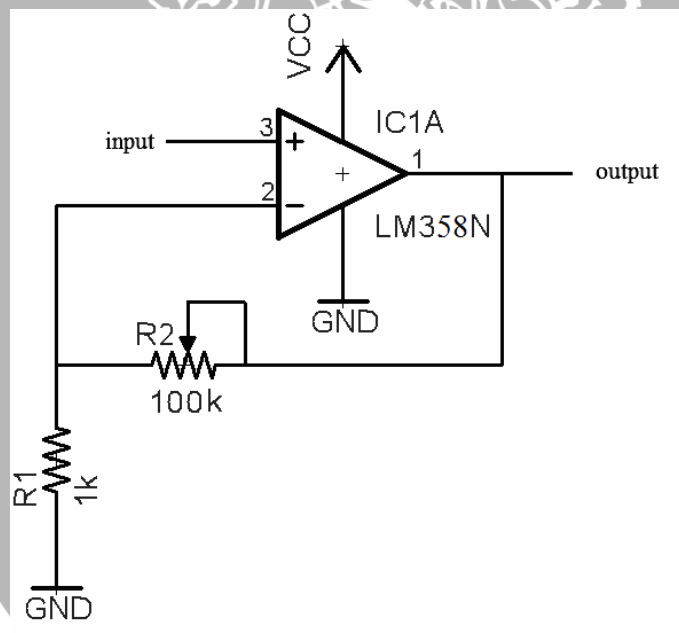 VCC
IC1A
3
+
input
1
+
output
2
−
LM358N
GND
R2
100k
R1
1k
GND